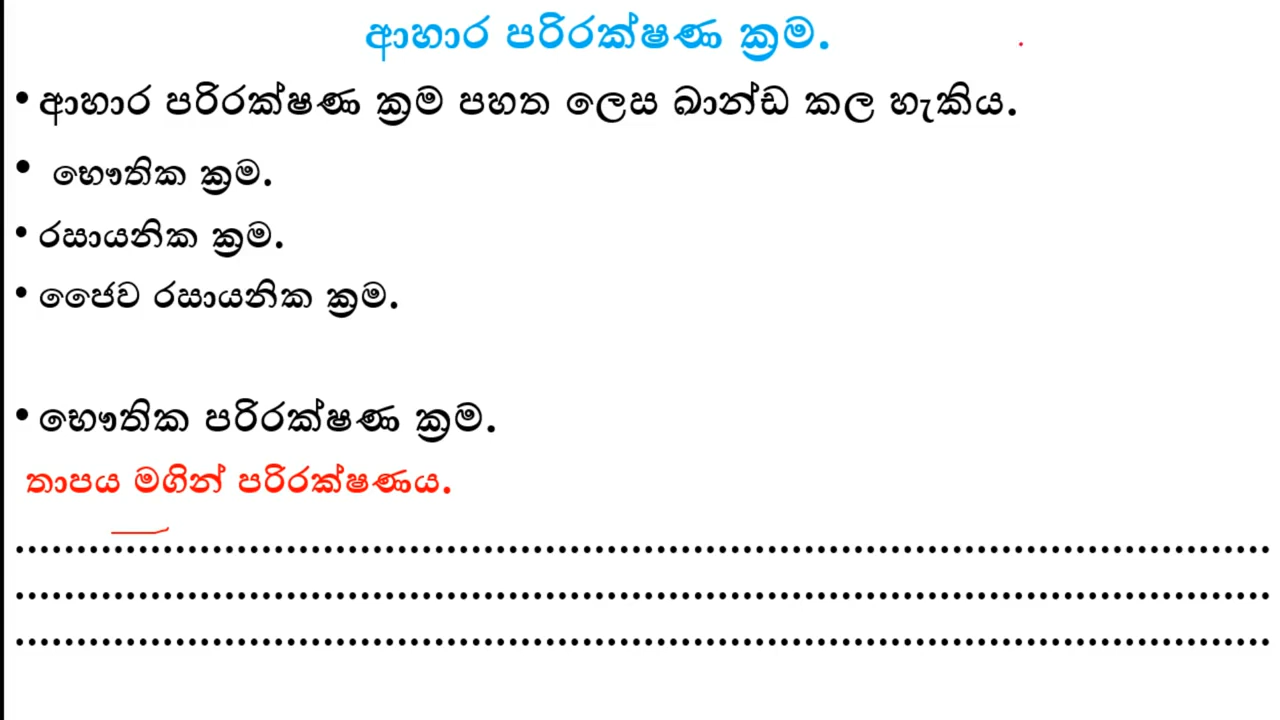 ආහාර පරිරක්ෂණ ක්‍රම.
• ආහාර පරිරක්ෂණ ක්‍රම පහත ලෙස ඛාන්ඩ කල හැකිය.
• භෞතික ක්‍රම.
• රසායනික ක්‍රම.
• ජෛව රසායනික ක්‍රම.
• භෞතික පරිරක්ෂණ ක්‍රම.
තාපය මගින් පරිරක්ෂණය.